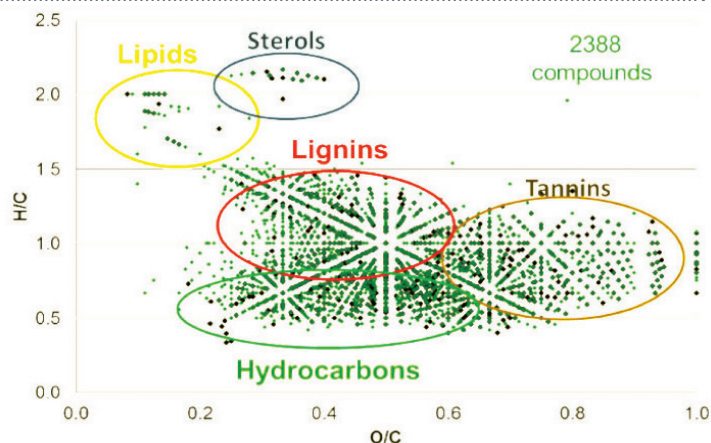 2.5
Sterols
Lipids
2388
compounds
2.0
Lignins
1.5
Tannins
H/C
1.0
0.5
Hydrocarbons
0.0
0.0 0.2 0.4 0.6 0.8 1.0
O/C